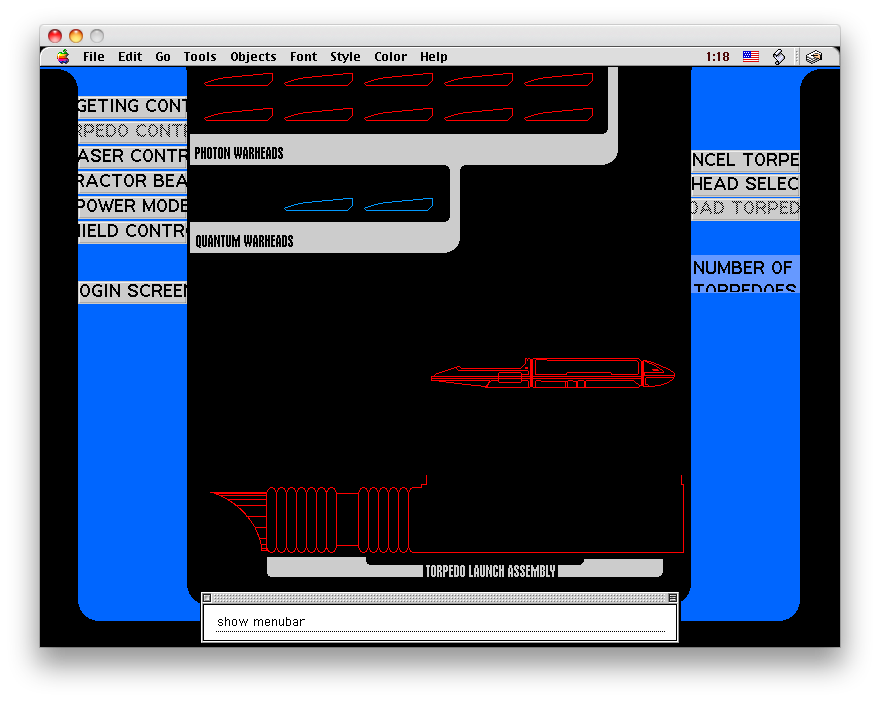 File Edit Go Tools Objects Font Style Color Help 1:18
GETING CONT
RPEDO CONT
ASER CONTR
RACTOR BEA
POWER MODE
HIELD CONTR
OGIN SCREEN
PHOTON WARHEADS
QUANTUM WARHEADS
NCEL TORPE
HEAD SELEC
OAD TORPED
NUMBER OF
TORPEDOES
TORPEDO LAUNCH ASSEMBLY
show menubar